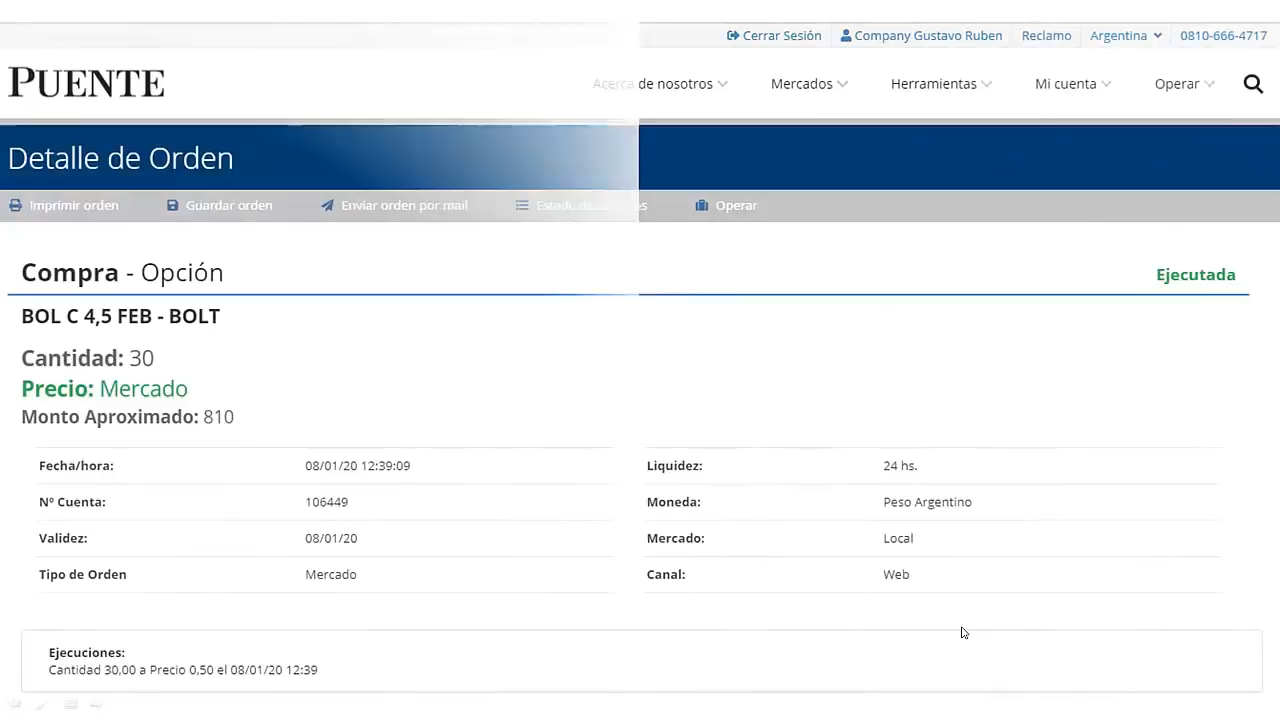 Cerrar Sesión Company Gustavo Ruben Reclamo Argentina 0810-666-4717
PUENTE
Acerca de nosotros Mercados Herramientas Mi cuenta Operar
Detalle de Orden
Imprimir orden Guardar orden Enviar orden por mail Operar
Compra - Opción Ejecutada
BOL C 4,5 FEB - BOLT
Cantidad: 30
Precio: Mercado
Monto Aproximado: 810
Fecha/hora: 08/01/20 12:39:09 Liquidez: 24 hs.
Nº Cuenta: 106449 Moneda: Peso Argentino
Validez: 08/01/20 Mercado: Local
Tipo de Orden Mercado Canal: Web
Ejecuciones:
Cantidad 30,00 a Precio 0,50 el 08/01/20 12:39